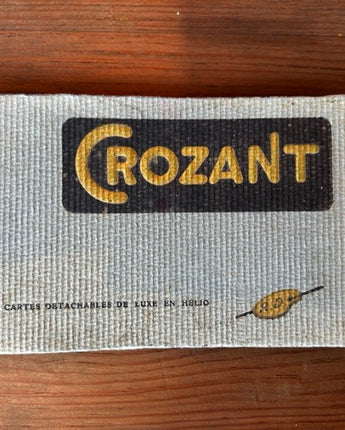 CROZANT
CARTES DETACHABLES DE LUXE EN HELIO